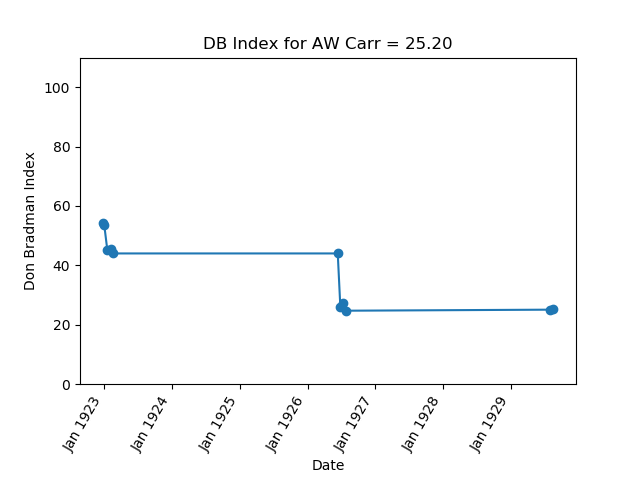 DB Index for AW Carr = 25.20
Don Bradman Index
100
80
60
40
20
0
Jan 1923
Jan 1924
Jan 1925
Jan 1926
Jan 1927
Jan 1928
Jan 1929
Date